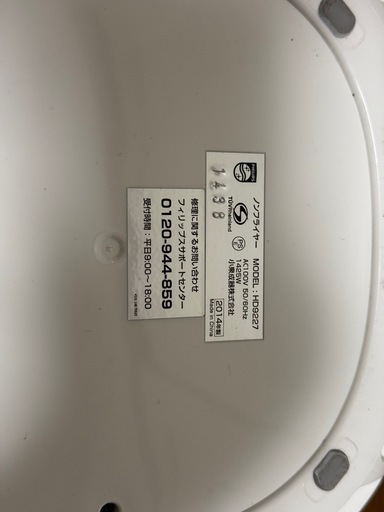 PHILIPS
ノンフライヤー MODEL：HD9227
AC100V 50/60Hz
1425W
小泉成器株式会社
TÜVRheinland
PS
E
1438
2014年製
Made in China
修理に関するお問い合わせ
フィリップスサポートセンター
0120-944-859
受付時間：平日9:00〜18:00